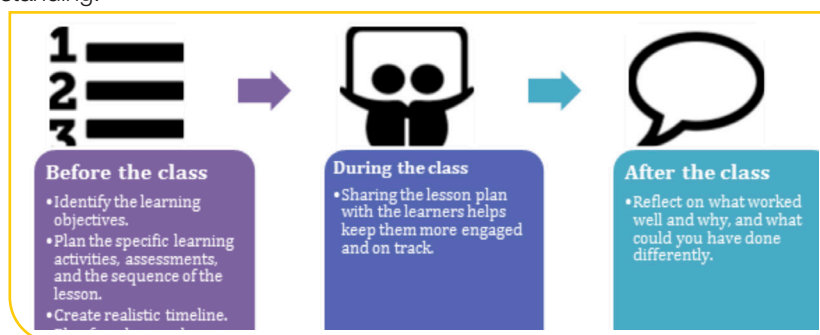 standing.
1
2
3
Before the class
•Identify the learning
objectives.
•Plan the specific learning
activities, assessments,
and the sequence of the
lesson.
•Create realistic timeline.
During the class
•Sharing the lesson plan
with the learners helps
keep them more engaged
and on track.
After the class
•Reflect on what worked
well and why, and what
could you have done
differently.